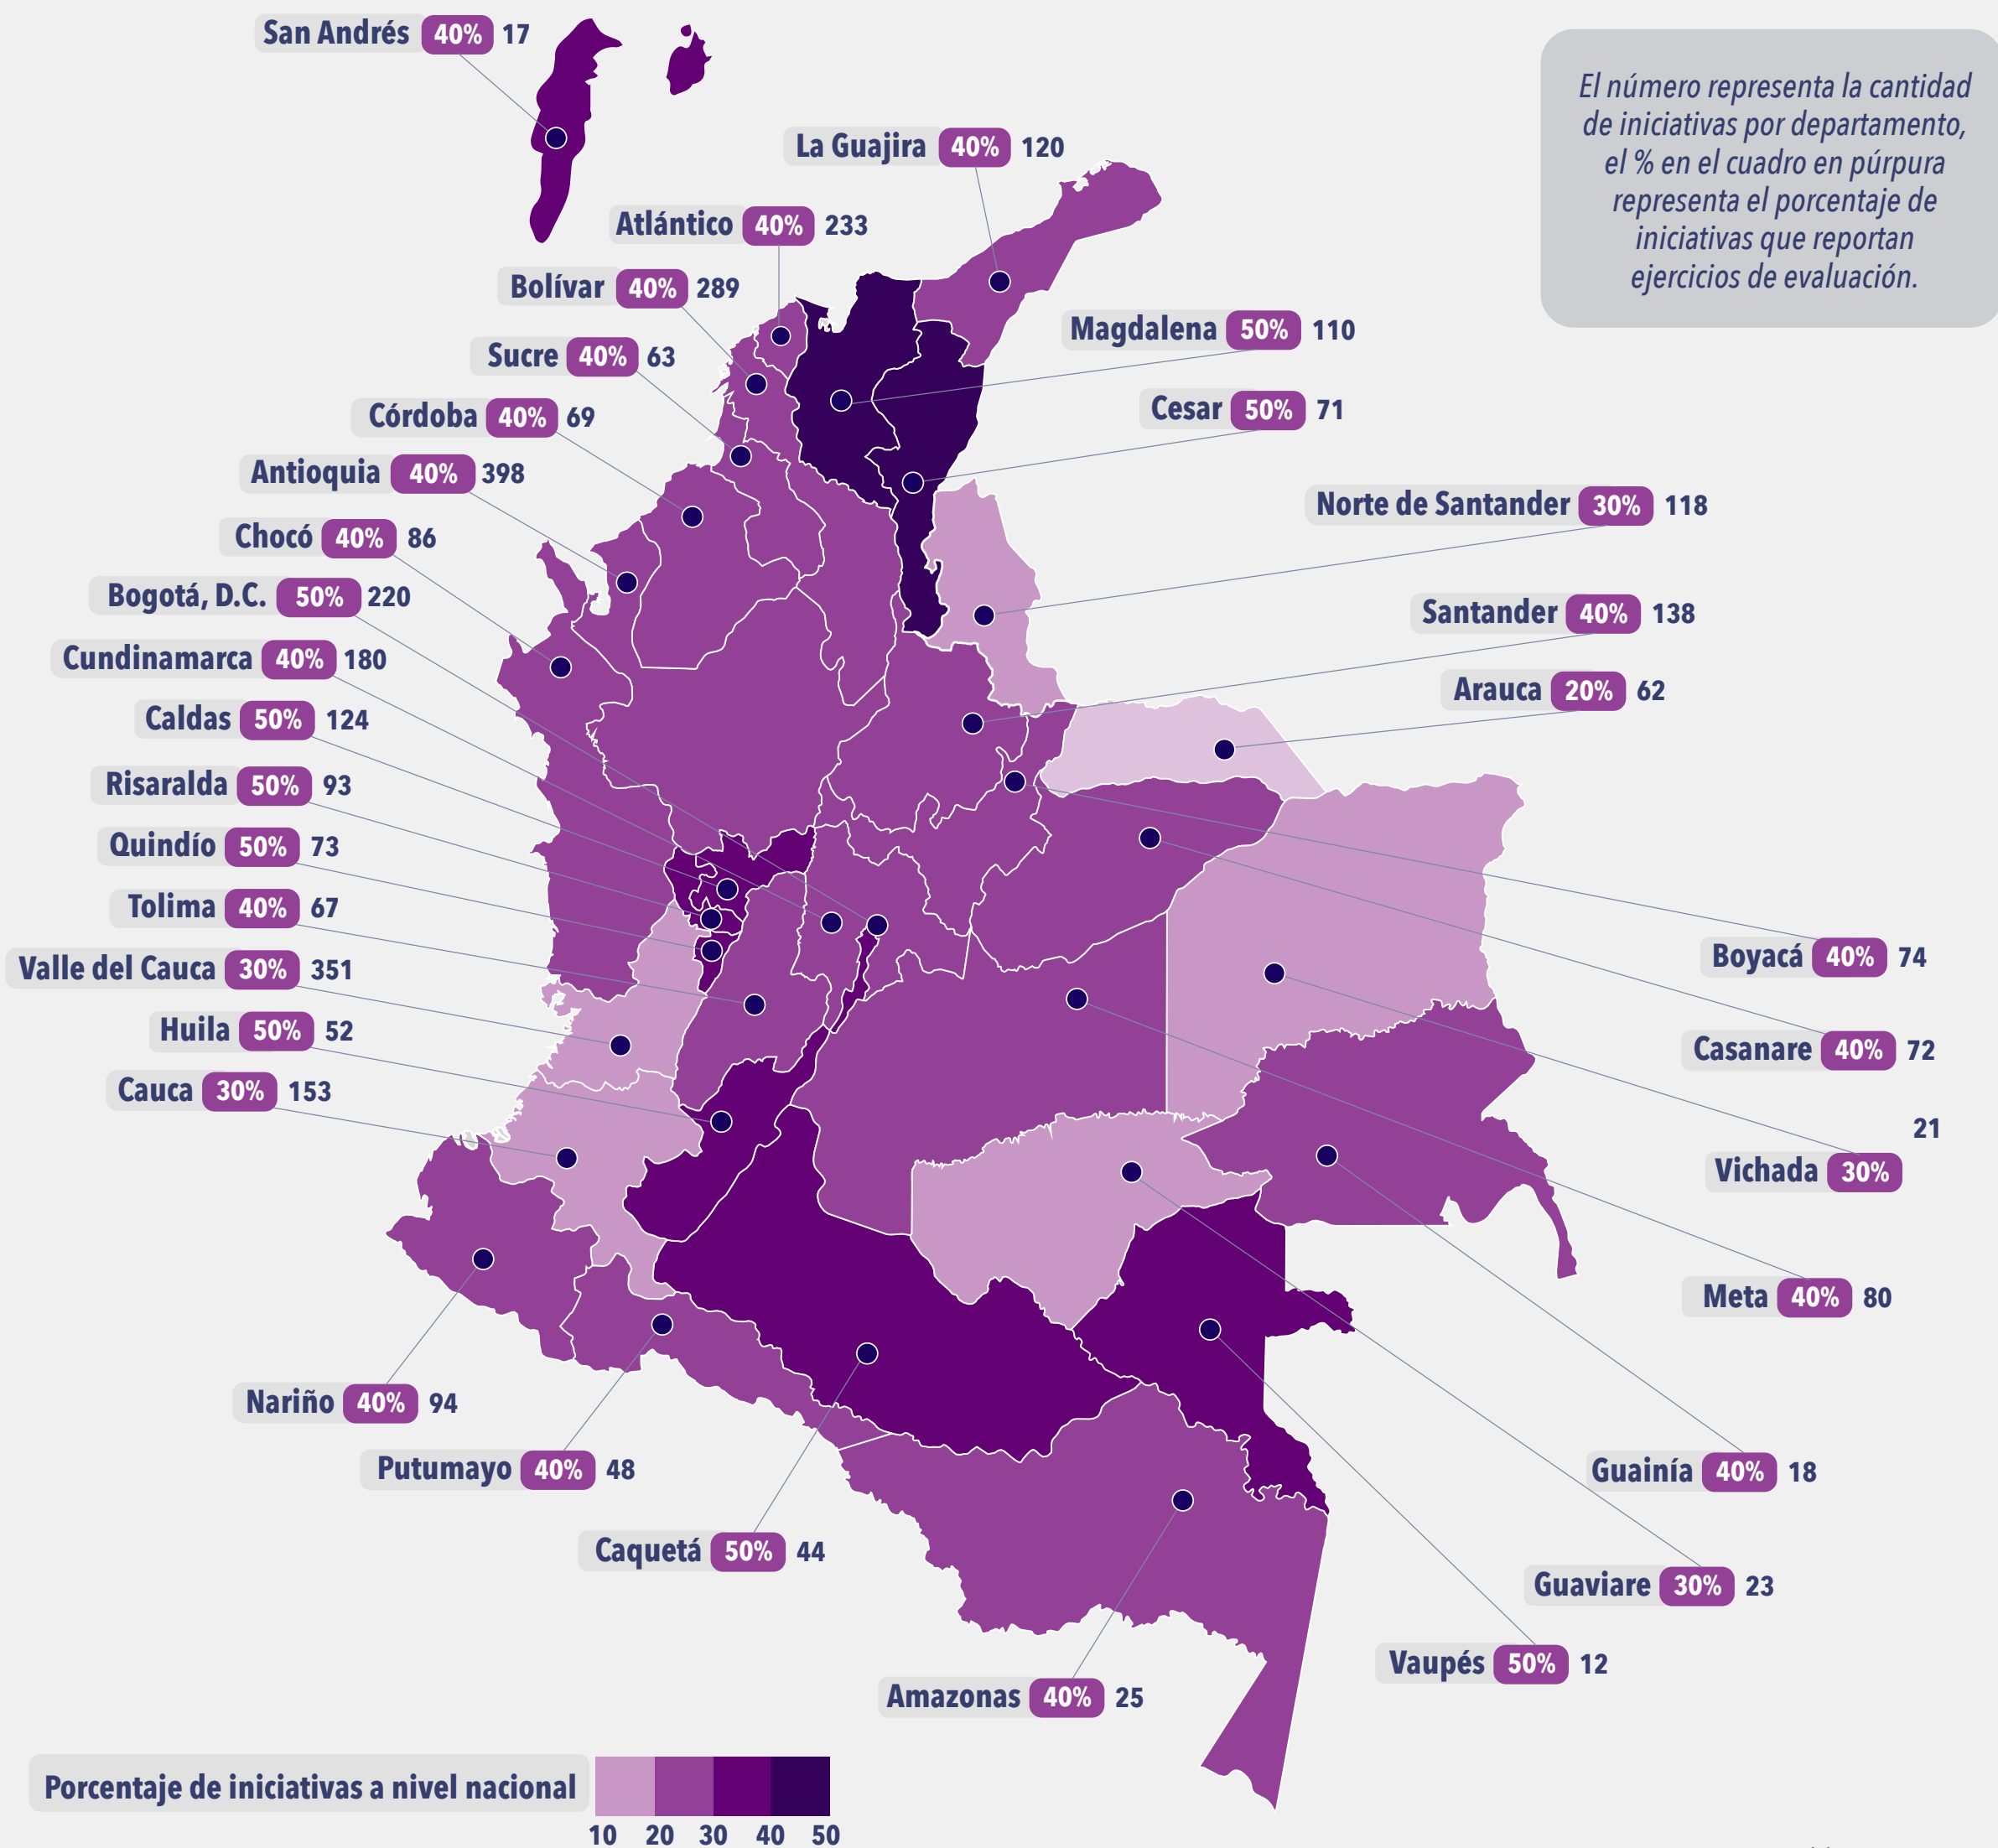 San Andrés 40% 17
El número representa la cantidad
de iniciativas por departamento,
el % en el cuadro en púrpura
representa el porcentaje de
iniciativas que reportan
ejercicios de evaluación.
La Guajira 40% 120
Atlántico 40% 233
Bolívar 40% 289
Magdalena 50% 110
Sucre 40% 63
Cesar 50% 71
Córdoba 40% 69
Antioquia 40% 398
Norte de Santander 30% 118
Chocó 40% 86
Bogotá, D.C. 50% 220
Santander 40% 138
Cundinamarca 40% 180
Arauca 20% 62
Caldas 50% 124
Risaralda 50% 93
Quindío 50% 73
Tolima 40% 67
Valle del Cauca 30% 351
Boyacá 40% 74
Huila 50% 52
Casanare 40% 72
Cauca 30% 153
21
Vichada 30%
Meta 40% 80
Nariño 40% 94
Putumayo 40% 48
Guainía 40% 18
Caquetá 50% 44
Guaviare 30% 23
Vaupés 50% 12
Amazonas 40% 25
Porcentaje de iniciativas a nivel nacional
10 20 30 40 50